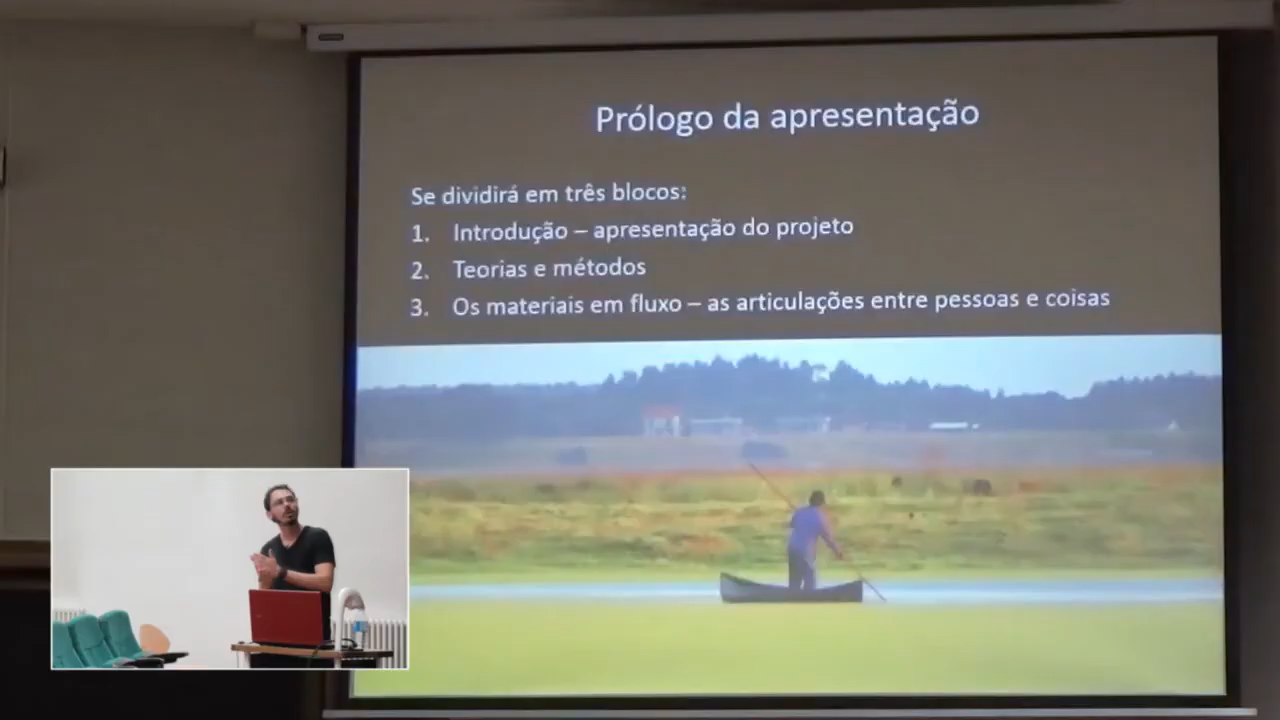 Prólogo da apresentação
Se dividirá em três blocos:
1. Introdução – apresentação do projeto
2. Teorias e métodos
3. Os materiais em fluxo – as articulações entre pessoas e coisas